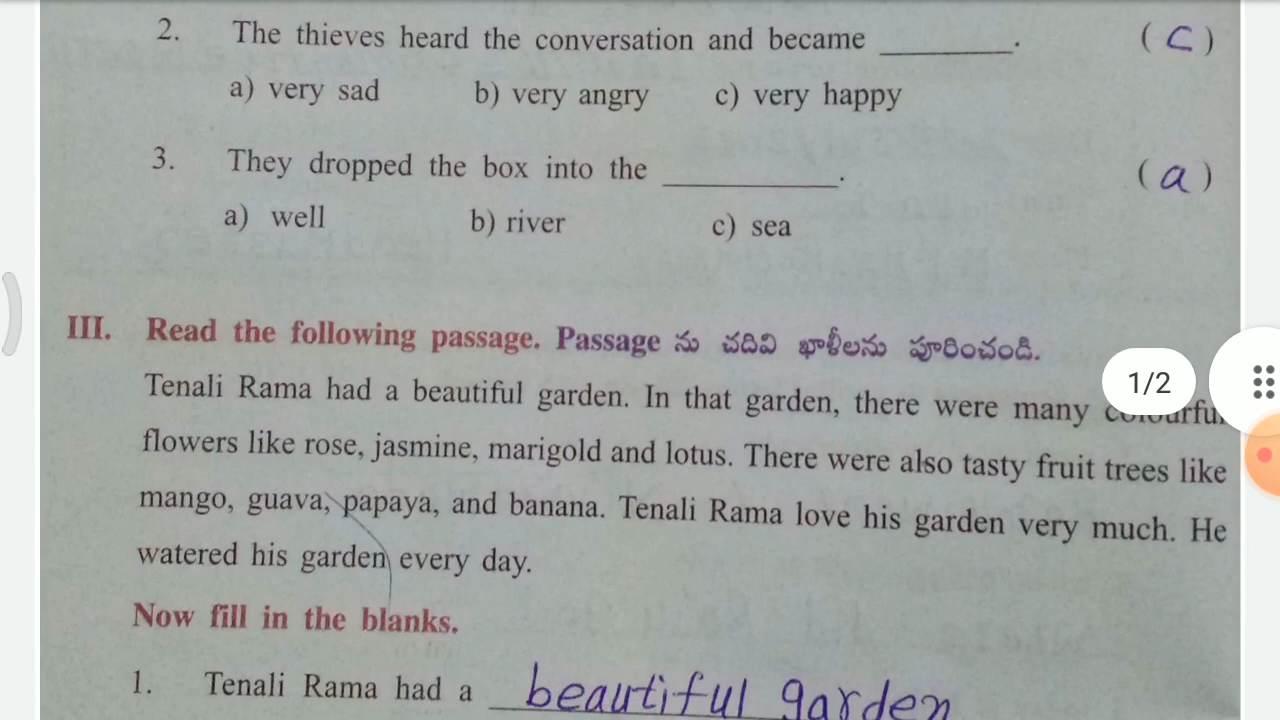 2. The thieves heard the conversation and became ________. ( c )
a) very sad b) very angry c) very happy
3. They dropped the box into the ________. ( a )
a) well b) river c) sea
III. Read the following passage. Passage ను చదివి ఖాళీలను పూరించండి.
Tenali Rama had a beautiful garden. In that garden, there were many colourful
1/2
flowers like rose, jasmine, marigold and lotus. There were also tasty fruit trees like
mango, guava, papaya, and banana. Tenali Rama love his garden very much. He
watered his garden every day.
Now fill in the blanks.
1. Tenali Rama had a beautiful garden